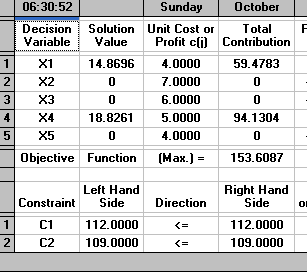 06:30:52 Sunday October
Decision Variable Solution Value Unit Cost or Profit c(j) Total Contribution
1 X1 14.8696 4.0000 59.4783
2 X2 0 7.0000 0
3 X3 0 6.0000 0
4 X4 18.8261 5.0000 94.1304
5 X5 0 4.0000 0
Objective Function (Max.) = 153.6087
Constraint Left Hand Side Direction Right Hand Side
1 C1 112.0000 <= 112.0000
2 C2 109.0000 <= 109.0000